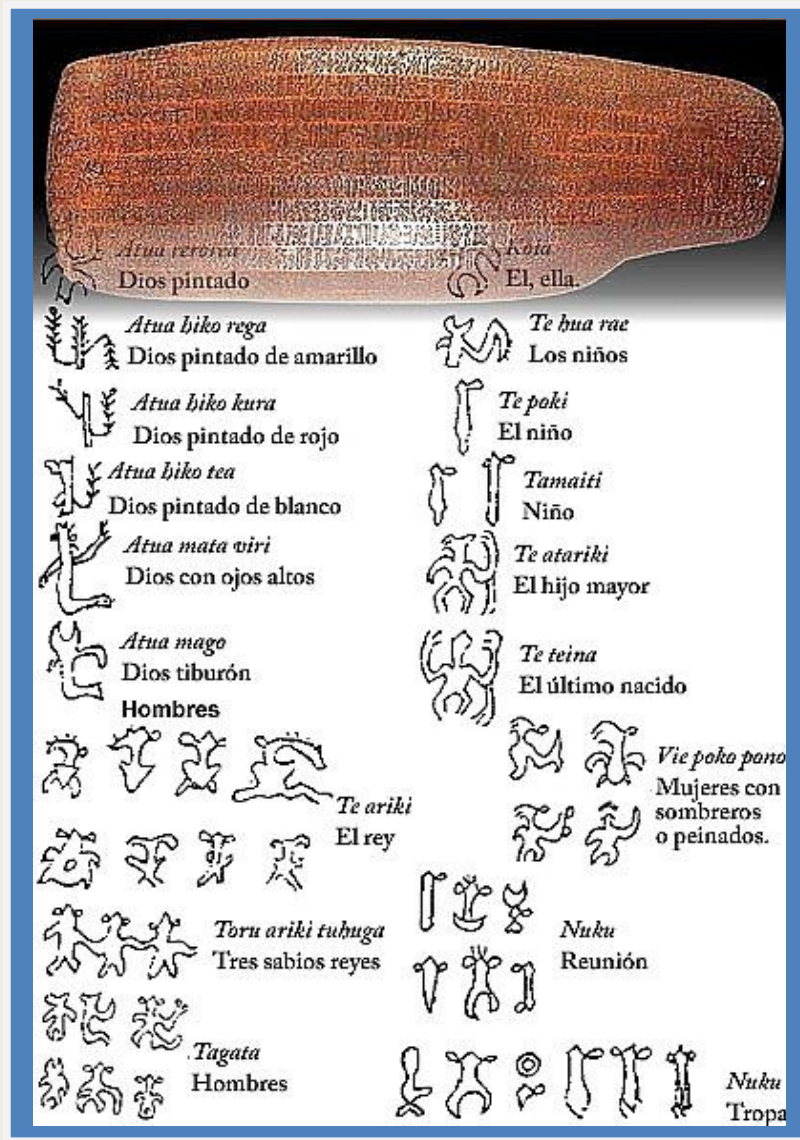 Atua rerorea
Dios pintado
Atua hiko rega
Dios pintado de amarillo
Atua hiko kura
Dios pintado de rojo
Atua hiko tea
Dios pintado de blanco
Atua mata viri
Dios con ojos altos
Atua mago
Dios tiburón
Hombres
Te ariki
El rey
Toru ariki tuhuga
Tres sabios reyes
Tagata
Hombres
Koia
El, ella.
Te hua rae
Los niños
Te poki
El niño
Tamaiti
Niño
Te atariki
El hijo mayor
Te teina
El último nacido
Vie poko pono
Mujeres con
sombreros
o peinados.
Nuku
Reunión
Nuku
Tropa